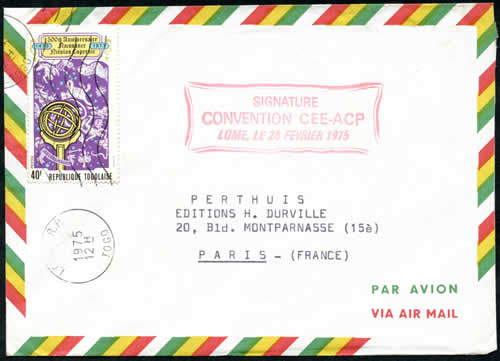 500e Anniversaire
1473 1973
Naissance
Nicolas Copernic
40F REPUBLIQUE TOGOLAISE
SIGNATURE
CONVENTION CEE-ACP
LOME, LE 28 FEVRIER 1975
PERTHUIS
EDITIONS H. DURVILLE
20, Bld. MONTPARNASSE (15è)
PARIS - (FRANCE)
R.P
1975
12 H
TOGO
PAR AVION
VIA AIR MAIL